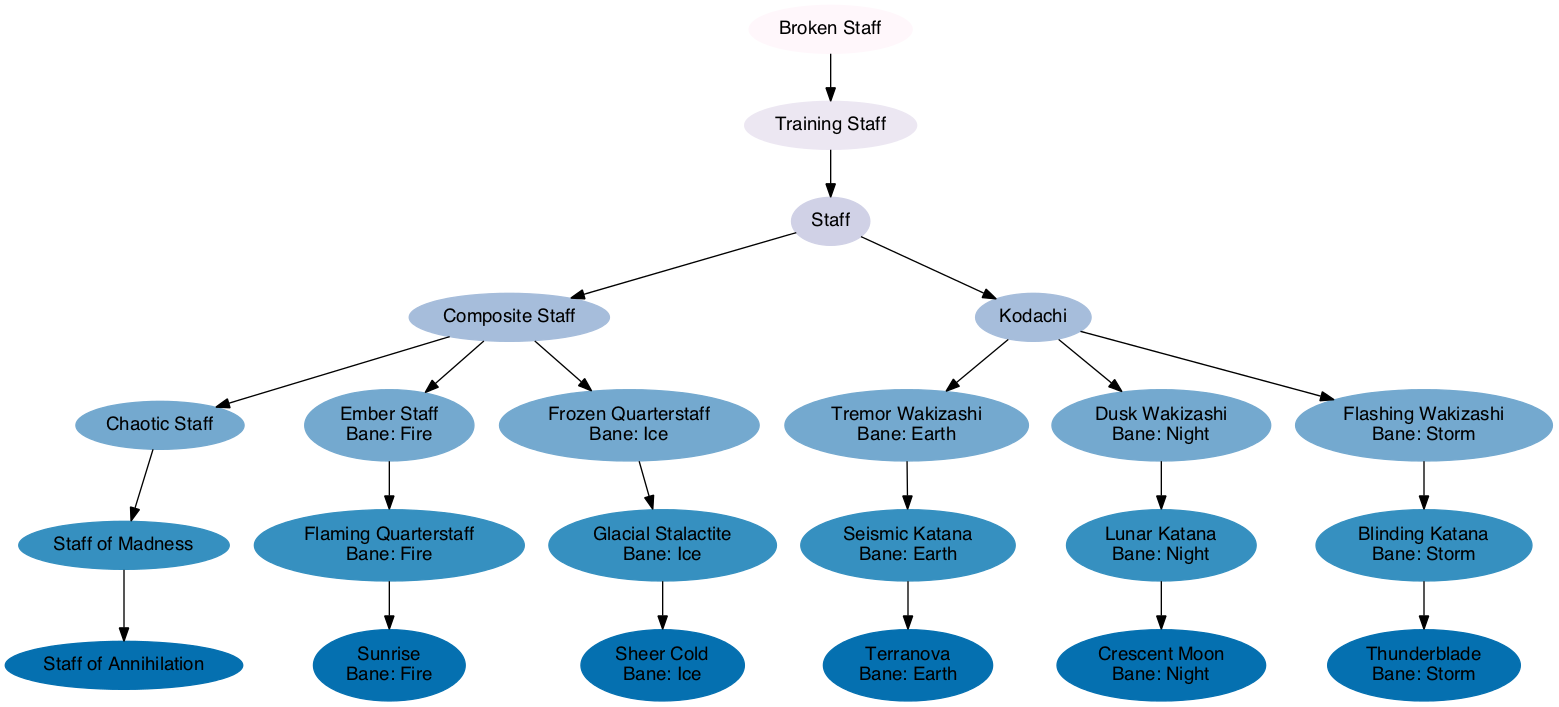 Broken Staff
Training Staff
Staff
Composite Staff
Kodachi
Chaotic Staff
Ember Staff
Bane: Fire
Frozen Quarterstaff
Bane: Ice
Tremor Wakizashi
Bane: Earth
Dusk Wakizashi
Bane: Night
Flashing Wakizashi
Bane: Storm
Staff of Madness
Flaming Quarterstaff
Bane: Fire
Glacial Stalactite
Bane: Ice
Seismic Katana
Bane: Earth
Lunar Katana
Bane: Night
Blinding Katana
Bane: Storm
Staff of Annihilation
Sunrise
Bane: Fire
Sheer Cold
Bane: Ice
Terranova
Bane: Earth
Crescent Moon
Bane: Night
Thunderblade
Bane: Storm